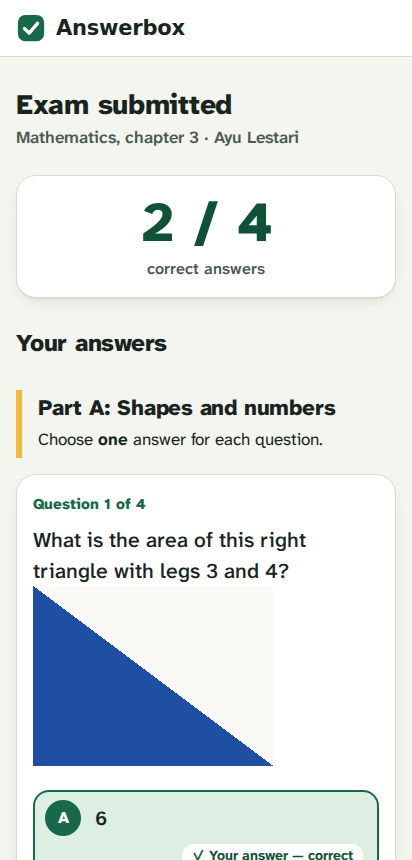 Answerbox
Exam submitted
Mathematics, chapter 3 · Ayu Lestari
2 / 4
correct answers
Your answers
Part A: Shapes and numbers
Choose one answer for each question.
Question 1 of 4
What is the area of this right
triangle with legs 3 and 4?
A 6
✓ Your answer — correct